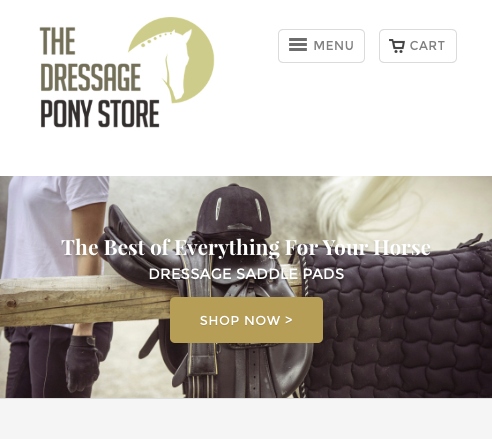 THE
DRESSAGE
PONY STORE
MENU
CART
The Best of Everything For Your Horse
DRESSAGE SADDLE PADS
SHOP NOW >